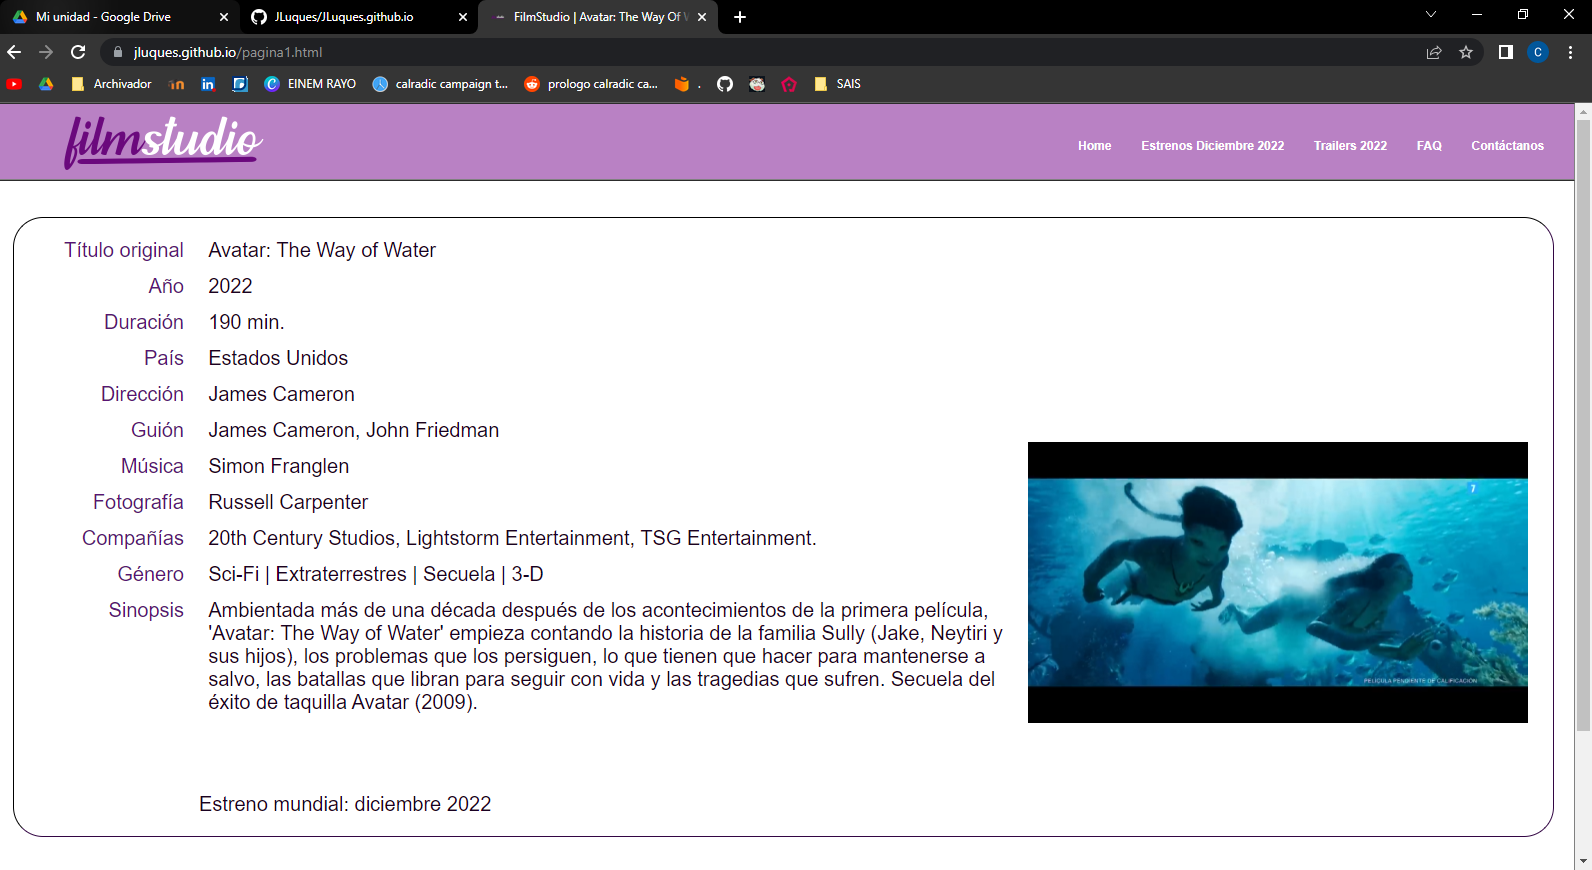 Mi unidad - Google Drive
JLuques/JLuques.github.io
FilmStudio | Avatar: The Way Of W
jluques.github.io/pagina1.html
C
Archivador
EINEM RAYO
calradic campaign t...
prologo calradic ca...
.
SAIS
filmstudio
Home
Estrenos Diciembre 2022
Trailers 2022
FAQ
Contáctanos
Título original Avatar: The Way of Water
Año 2022
Duración 190 min.
País Estados Unidos
Dirección James Cameron
Guión James Cameron, John Friedman
Música Simon Franglen
Fotografía Russell Carpenter
Compañías 20th Century Studios, Lightstorm Entertainment, TSG Entertainment.
Género Sci-Fi | Extraterrestres | Secuela | 3-D
Sinopsis Ambientada más de una década después de los acontecimientos de la primera película,
'Avatar: The Way of Water' empieza contando la historia de la familia Sully (Jake, Neytiri y
sus hijos), los problemas que los persiguen, lo que tienen que hacer para mantenerse a
salvo, las batallas que libran para seguir con vida y las tragedias que sufren. Secuela del
éxito de taquilla Avatar (2009).
7
PELÍCULA PENDIENTE DE CALIFICACIÓN
Estreno mundial: diciembre 2022